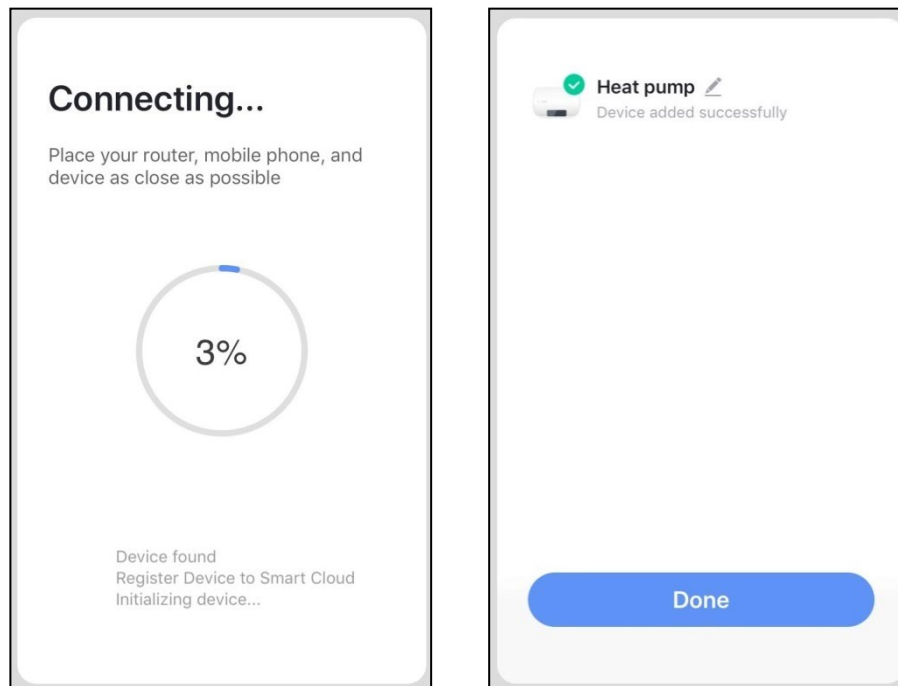 Connecting...
Place your router, mobile phone, and
device as close as possible
3%
Device found
Register Device to Smart Cloud
Initializing device...
Heat pump
Device added successfully
Done